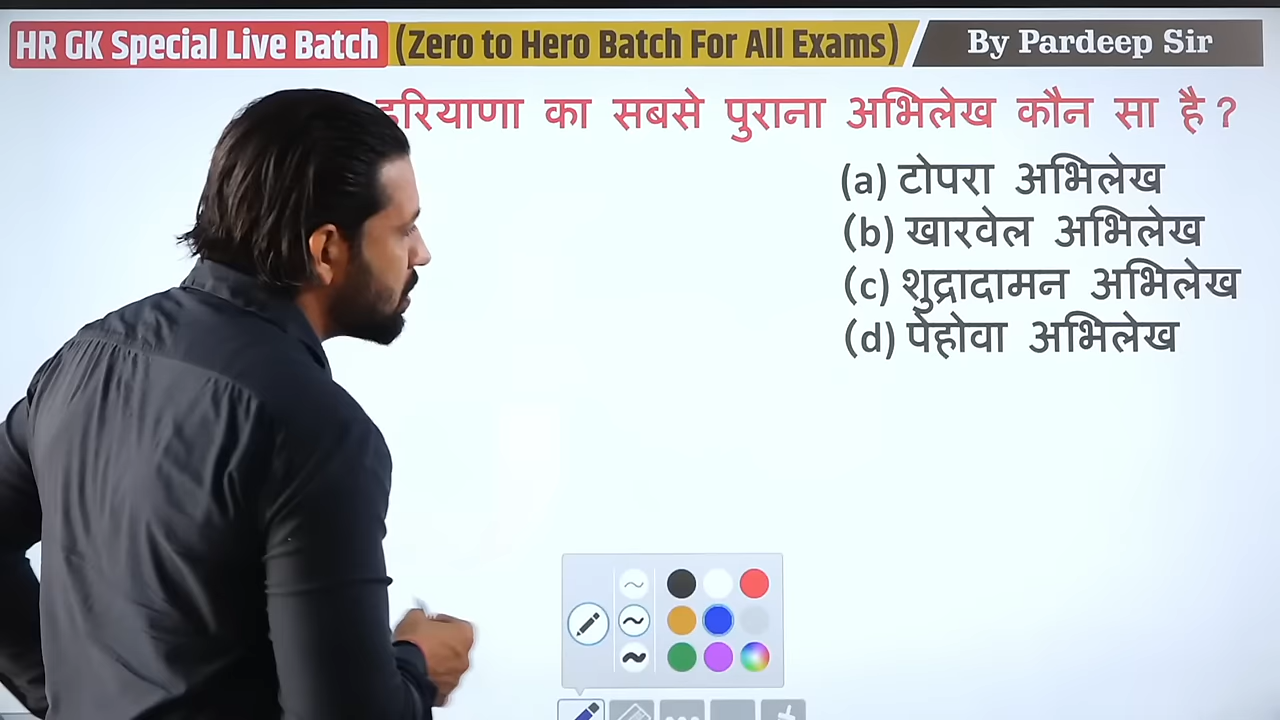 HR GK Special Live Batch (Zero to Hero Batch For All Exams) By Pardeep Sir
हरियाणा का सबसे पुराना अभिलेख कौन सा है ?
(a) टोपरा अभिलेख
(b) खारवेल अभिलेख
(c) शुद्रादामन अभिलेख
(d) पेहोवा अभिलेख